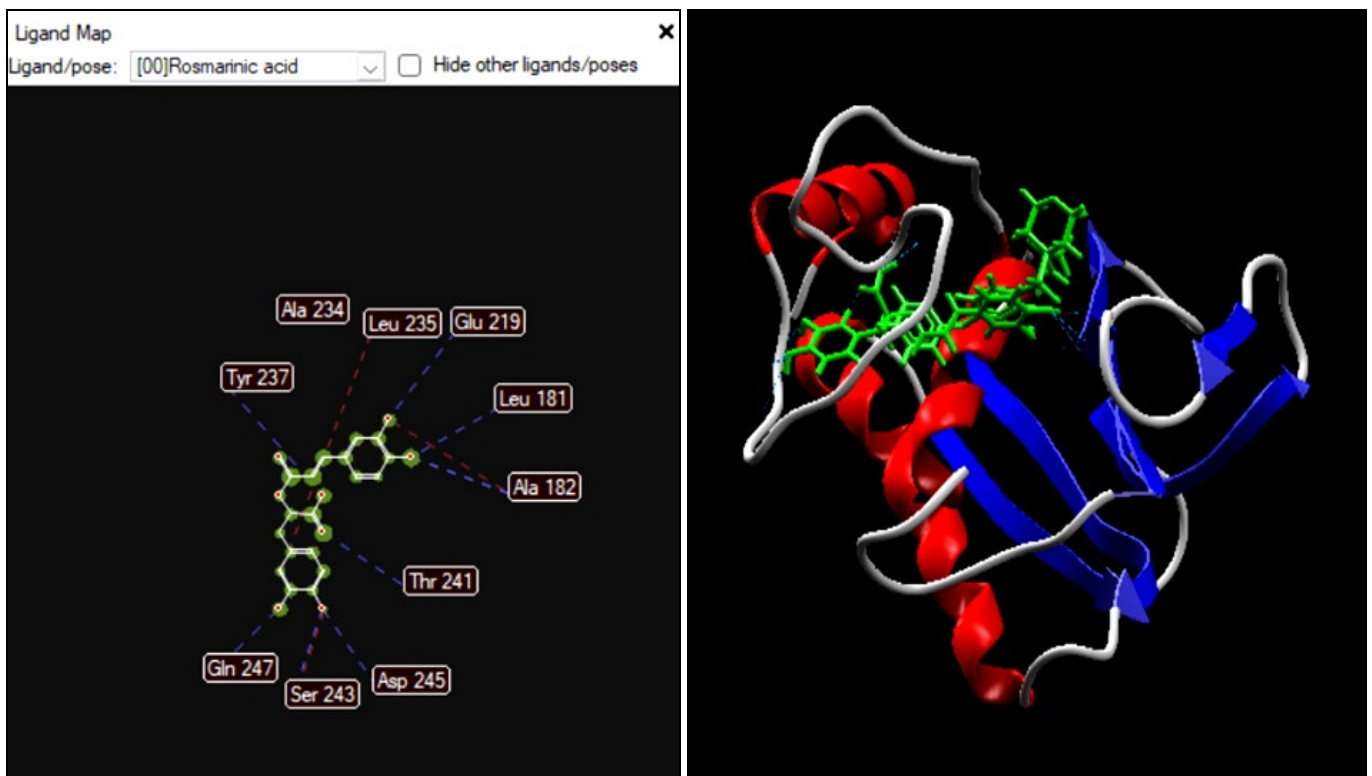 Ligand Map
Ligand/pose: [00]Rosmarinic acid Hide other ligands/poses
Ala 234
Leu 235
Glu 219
Tyr 237
Leu 181
Ala 182
Thr 241
Gln 247
Ser 243
Asp 245